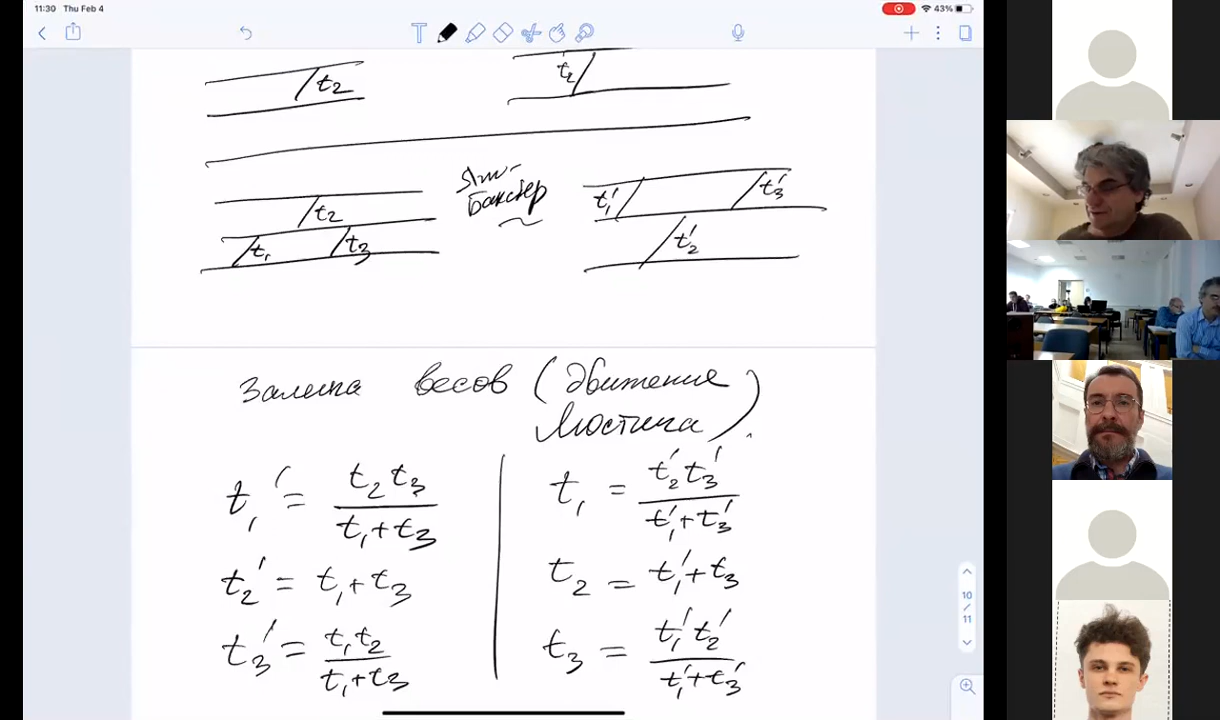 11:30 Thu Feb 4
43%
t₂
t₂
Янг-
Бакстер
t₁' t₃'
t₂
t₁ t₃
t₂'
Замена весов (движения
Люстига).
t₁' = t₂t₃ / t₁+t₃
t₂' = t₁+t₃
t₃' = t₁t₂ / t₁+t₃
t₁ = t₂'t₃' / t₁'+t₃'
t₂ = t₁'+t₃
t₃ = t₁'t₂' / t₁'+t₃'
10
/
11